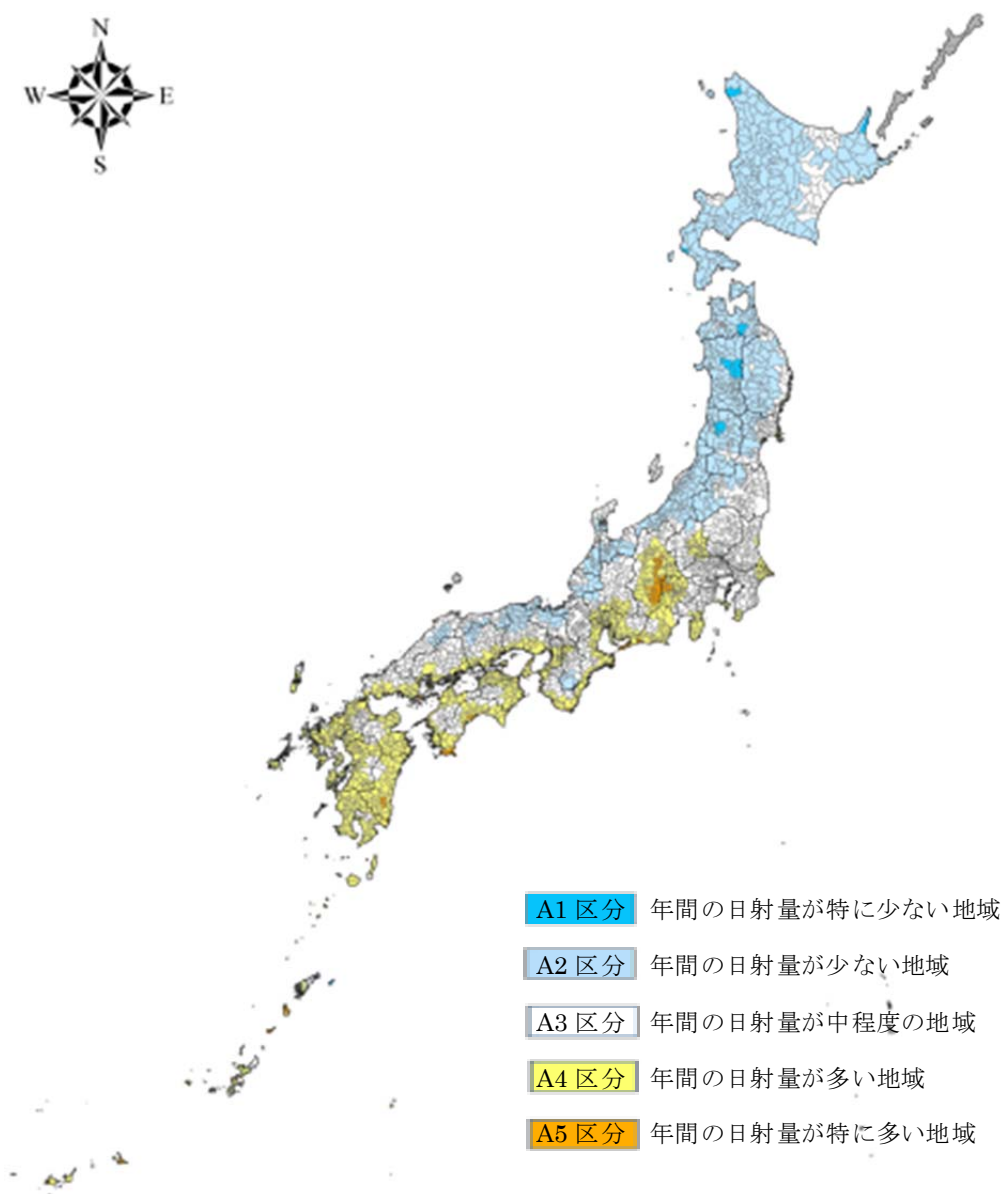 N
W E
S
A1 区分 年間の日射量が特に少ない地域
A2 区分 年間の日射量が少ない地域
A3 区分 年間の日射量が中程度の地域
A4 区分 年間の日射量が多い地域
A5 区分 年間の日射量が特に多い地域